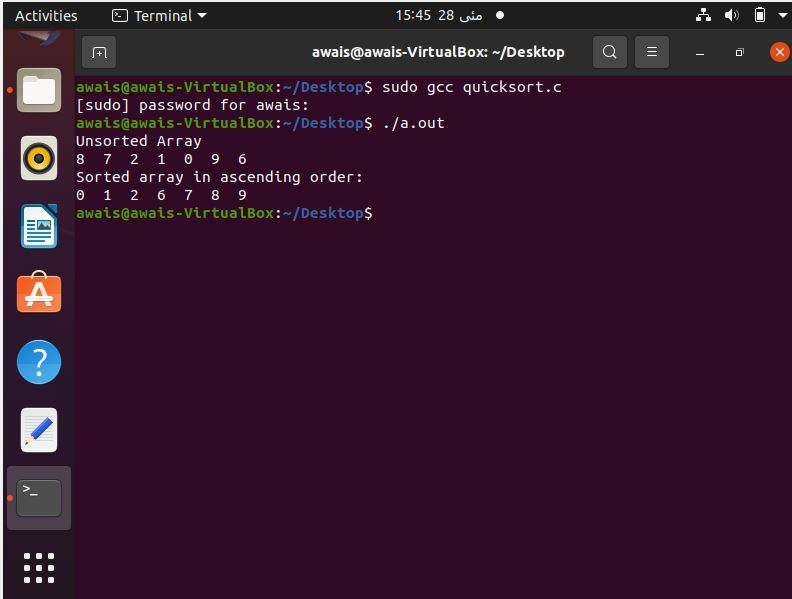 Activities
Terminal
15:45 28 مئی
awais@awais-VirtualBox: ~/Desktop
awais@awais-VirtualBox:~/Desktop$ sudo gcc quicksort.c
[sudo] password for awais:
awais@awais-VirtualBox:~/Desktop$ ./a.out
Unsorted Array
8  7  2  1  0  9  6
Sorted array in ascending order:
0  1  2  6  7  8  9
awais@awais-VirtualBox:~/Desktop$